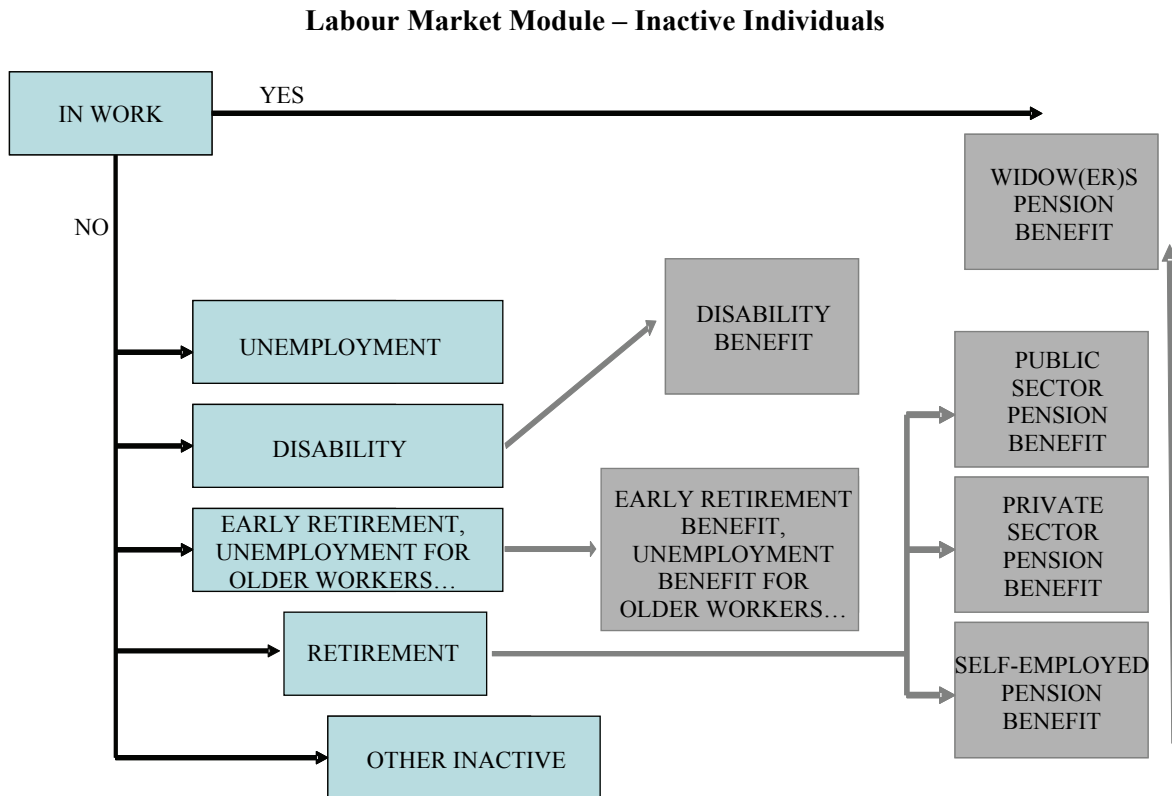 Labour Market Module – Inactive Individuals
IN WORK
YES
NO
WIDOW(ER)S
PENSION
BENEFIT
DISABILITY
BENEFIT
UNEMPLOYMENT
PUBLIC
SECTOR
PENSION
BENEFIT
DISABILITY
EARLY RETIREMENT,
UNEMPLOYMENT FOR
OLDER WORKERS…
EARLY RETIREMENT
BENEFIT,
UNEMPLOYMENT
BENEFIT FOR
OLDER WORKERS…
PRIVATE
SECTOR
PENSION
BENEFIT
RETIREMENT
SELF-EMPLOYED
PENSION
BENEFIT
OTHER INACTIVE